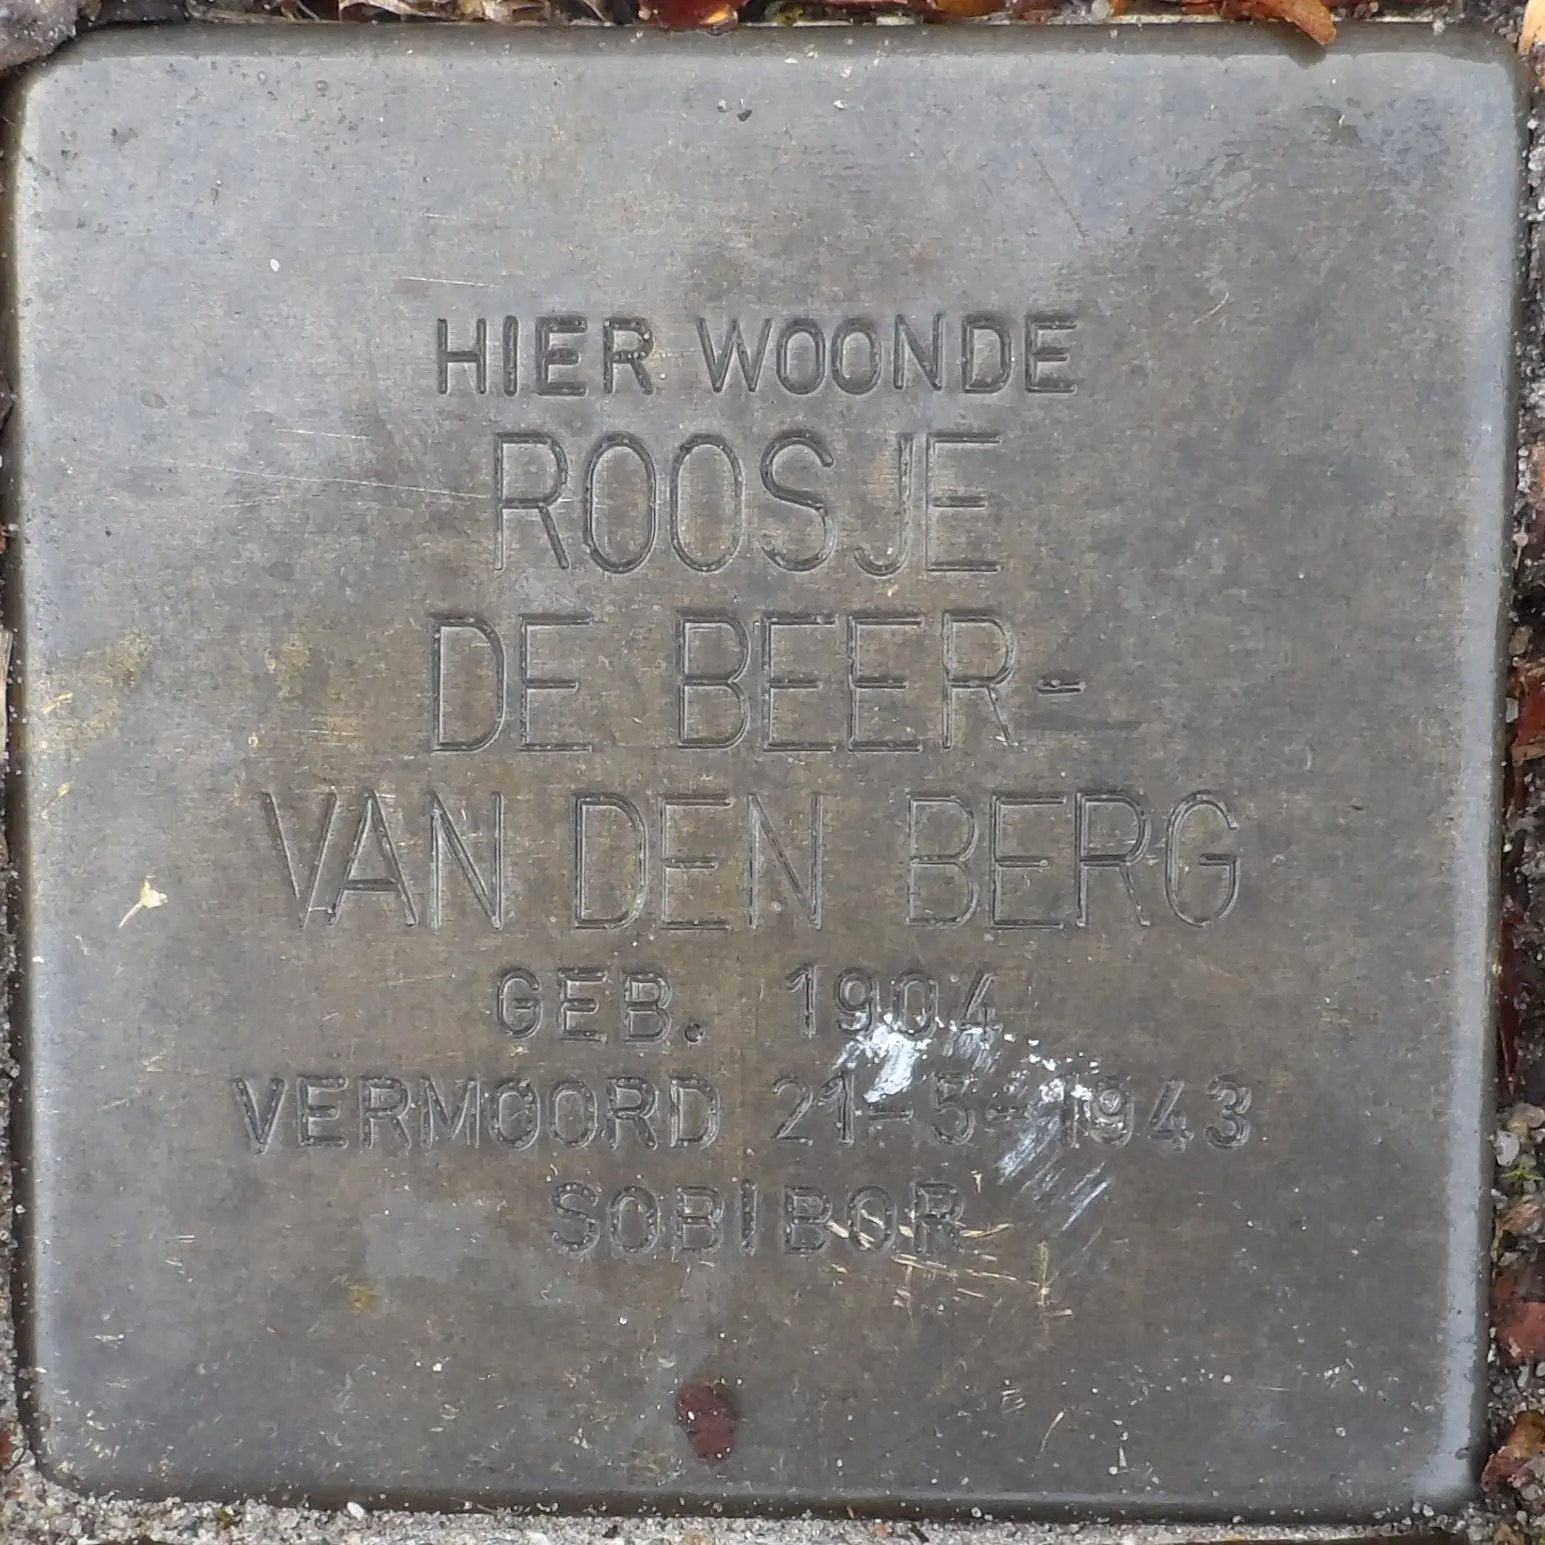 HIER WOONDE
ROOSJE
DE BEER-
VAN DEN BERG
GEB. 1904
VERMOORD 21-5-1943
SOBIBOR